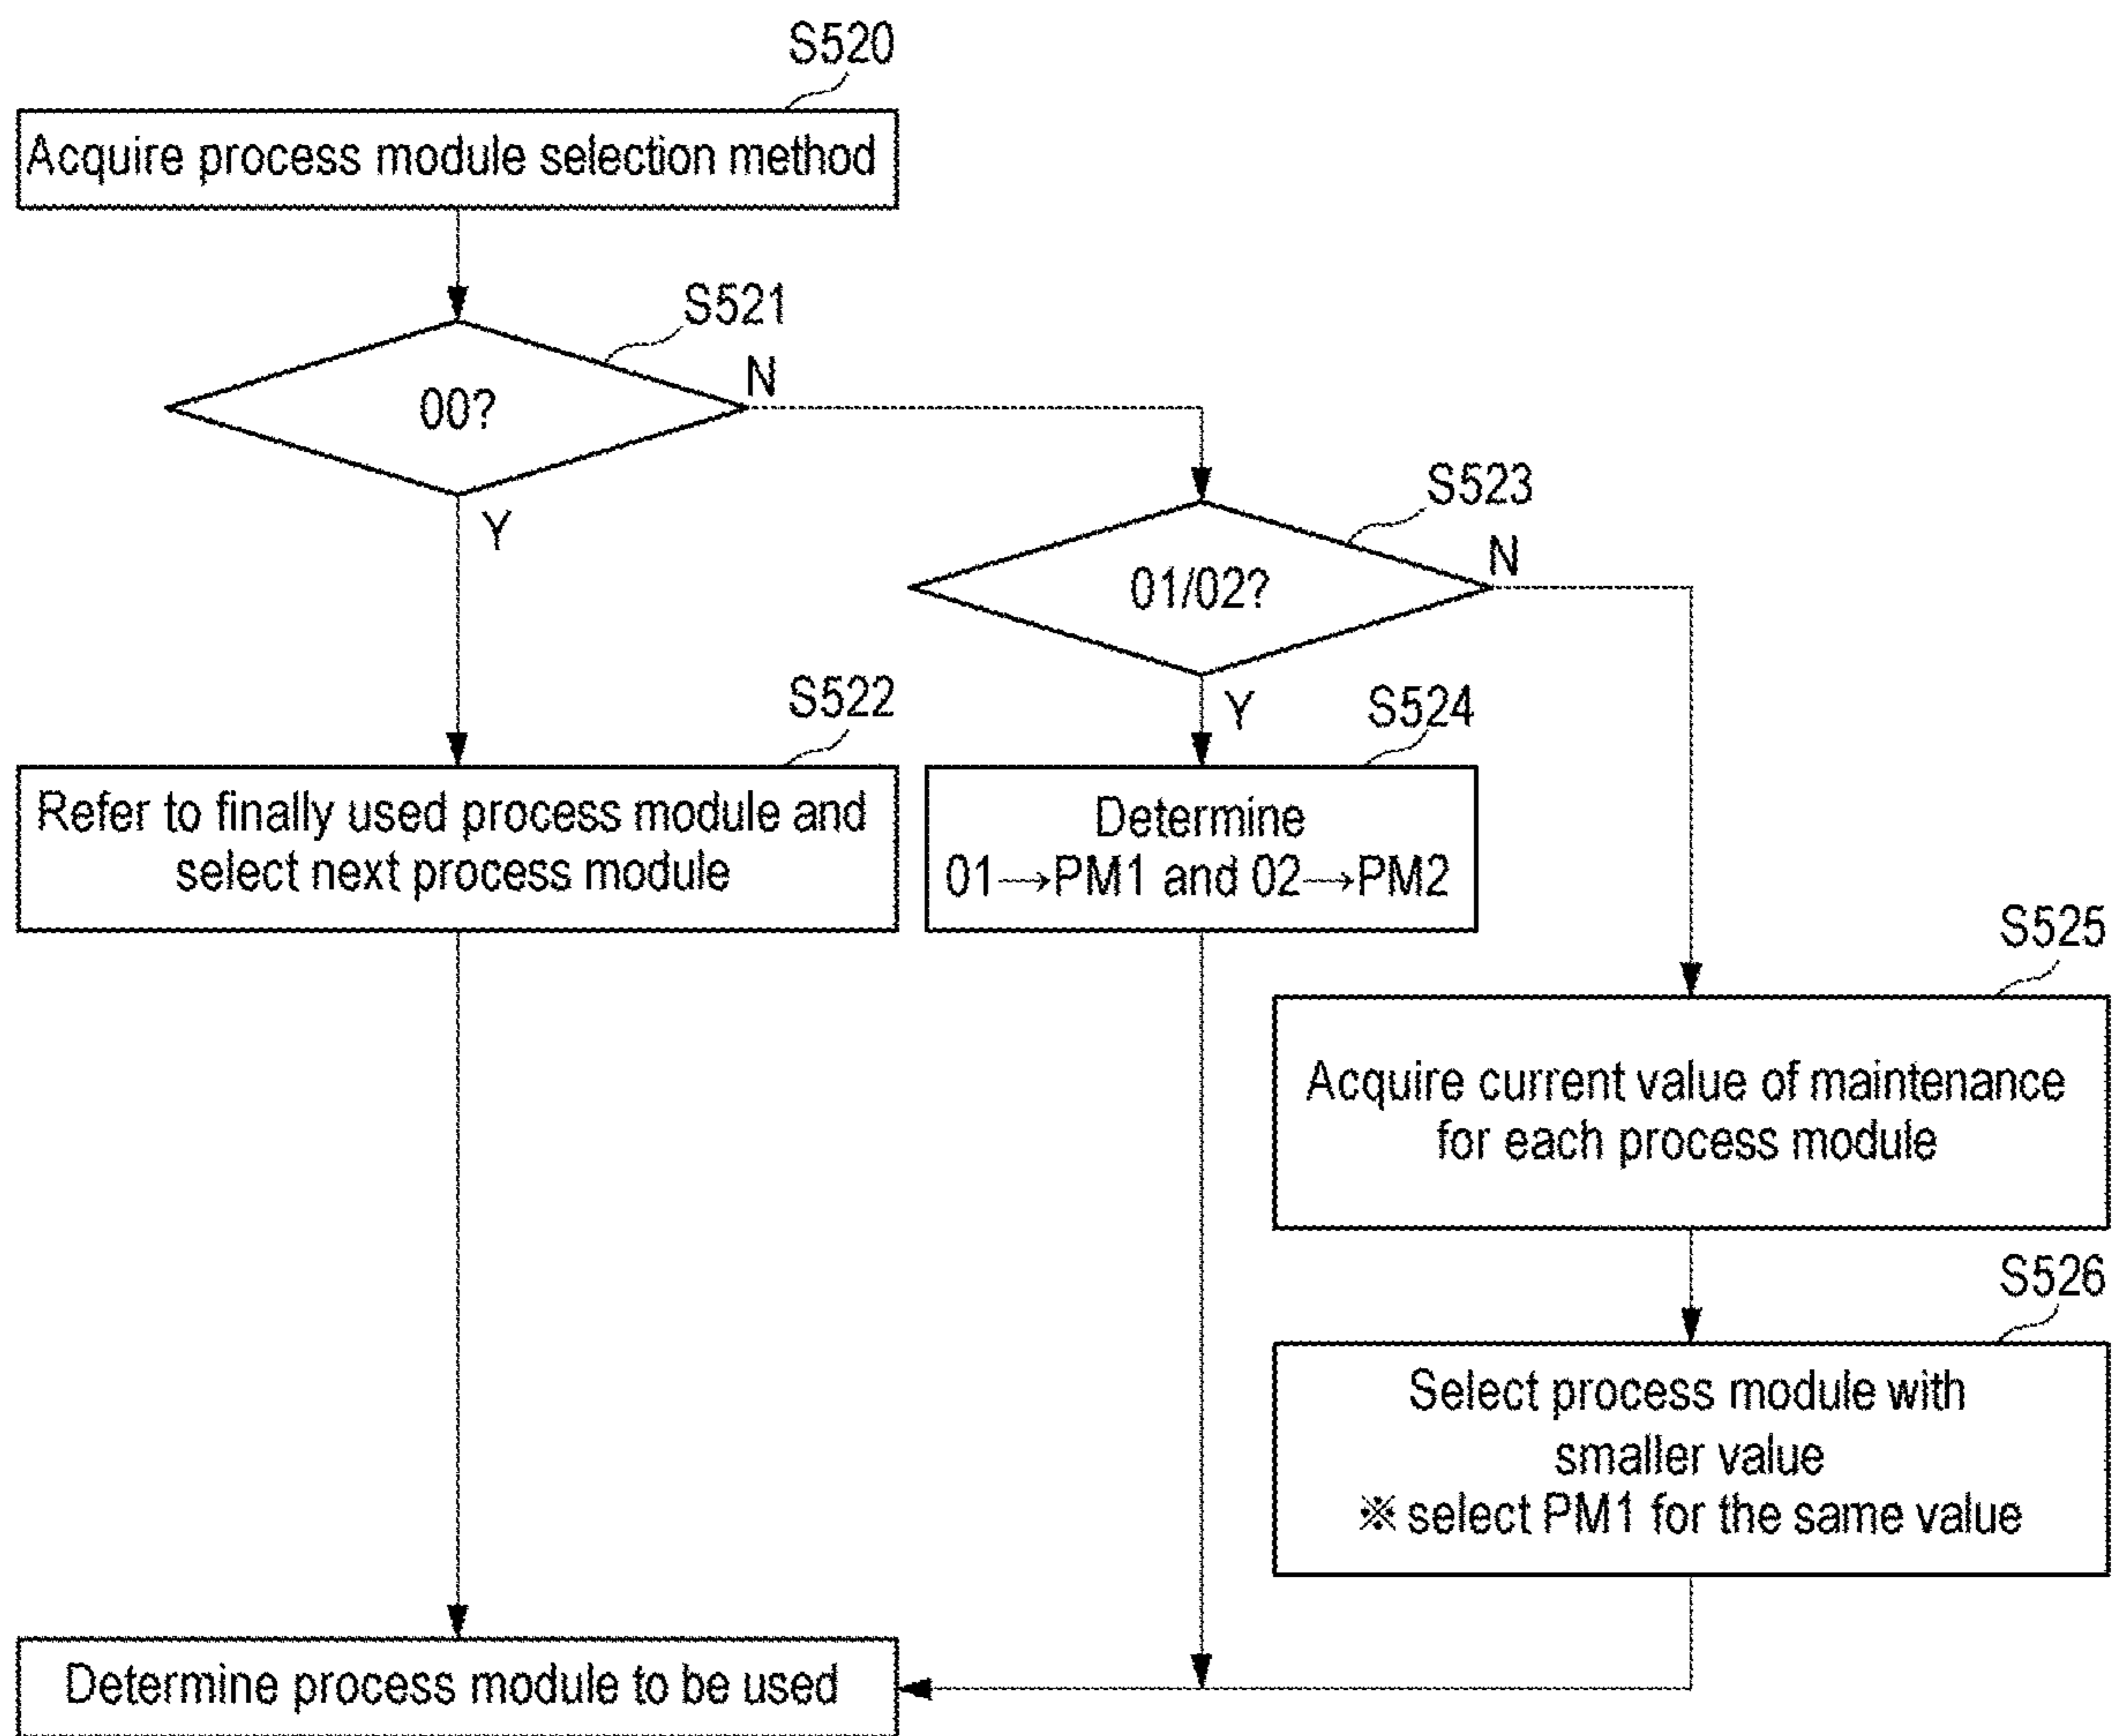 S520
Acquire process module selection method
S521
00?
N
Y
S523
01/02?
N
Y
S522
Refer to finally used process module and
select next process module
S524
Determine
01→PM1 and 02→PM2
S525
Acquire current value of maintenance
for each process module
S526
Select process module with
smaller value
※ select PM1 for the same value
Determine process module to be used